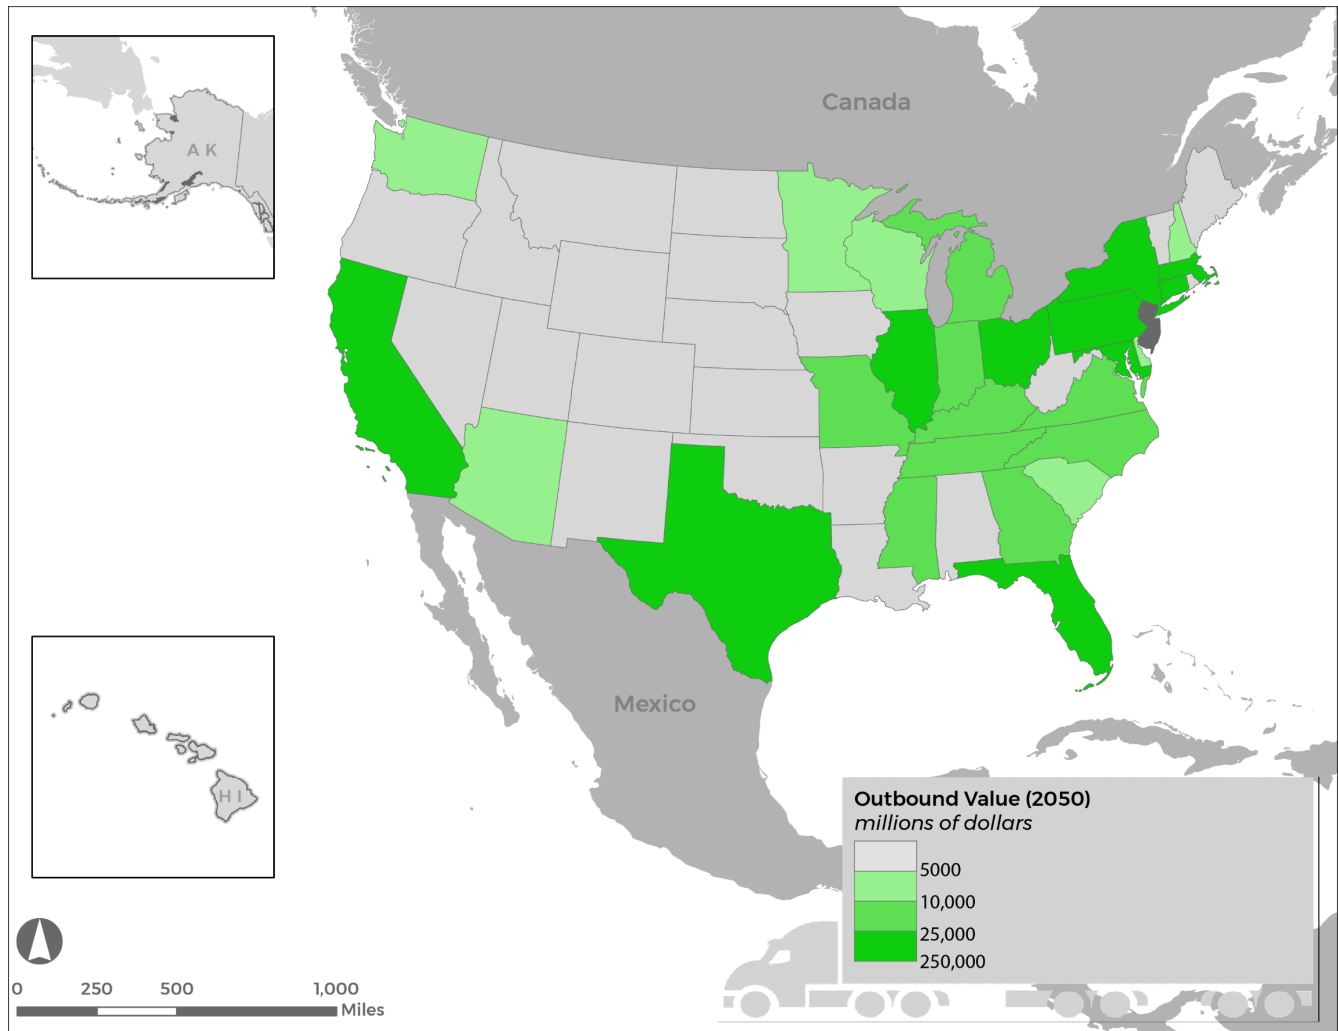 Canada
A K
Mexico
H I
Outbound Value (2050)
millions of dollars
5000
10,000
25,000
250,000
0 250 500 1,000
Miles